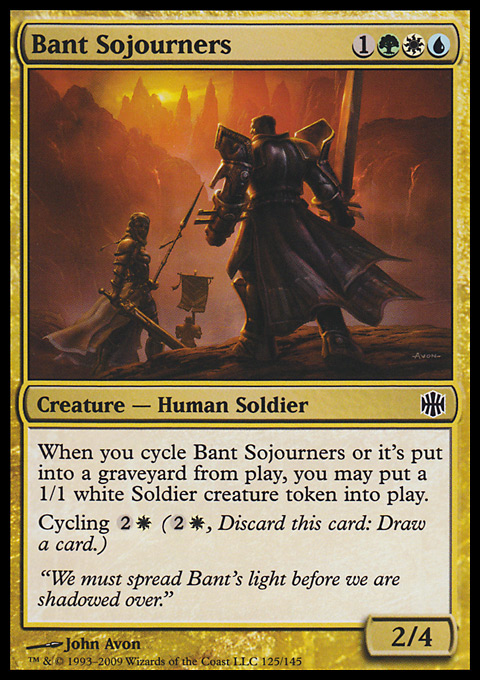 Bant Sojourners 1
AVON
Creature — Human Soldier
When you cycle Bant Sojourners or it's put
into a graveyard from play, you may put a
1/1 white Soldier creature token into play.
Cycling 2 (2, Discard this card: Draw
a card.)
“We must spread Bant's light before we are
shadowed over.”
John Avon
2/4
™ & © 1993–2009 Wizards of the Coast LLC 125/145